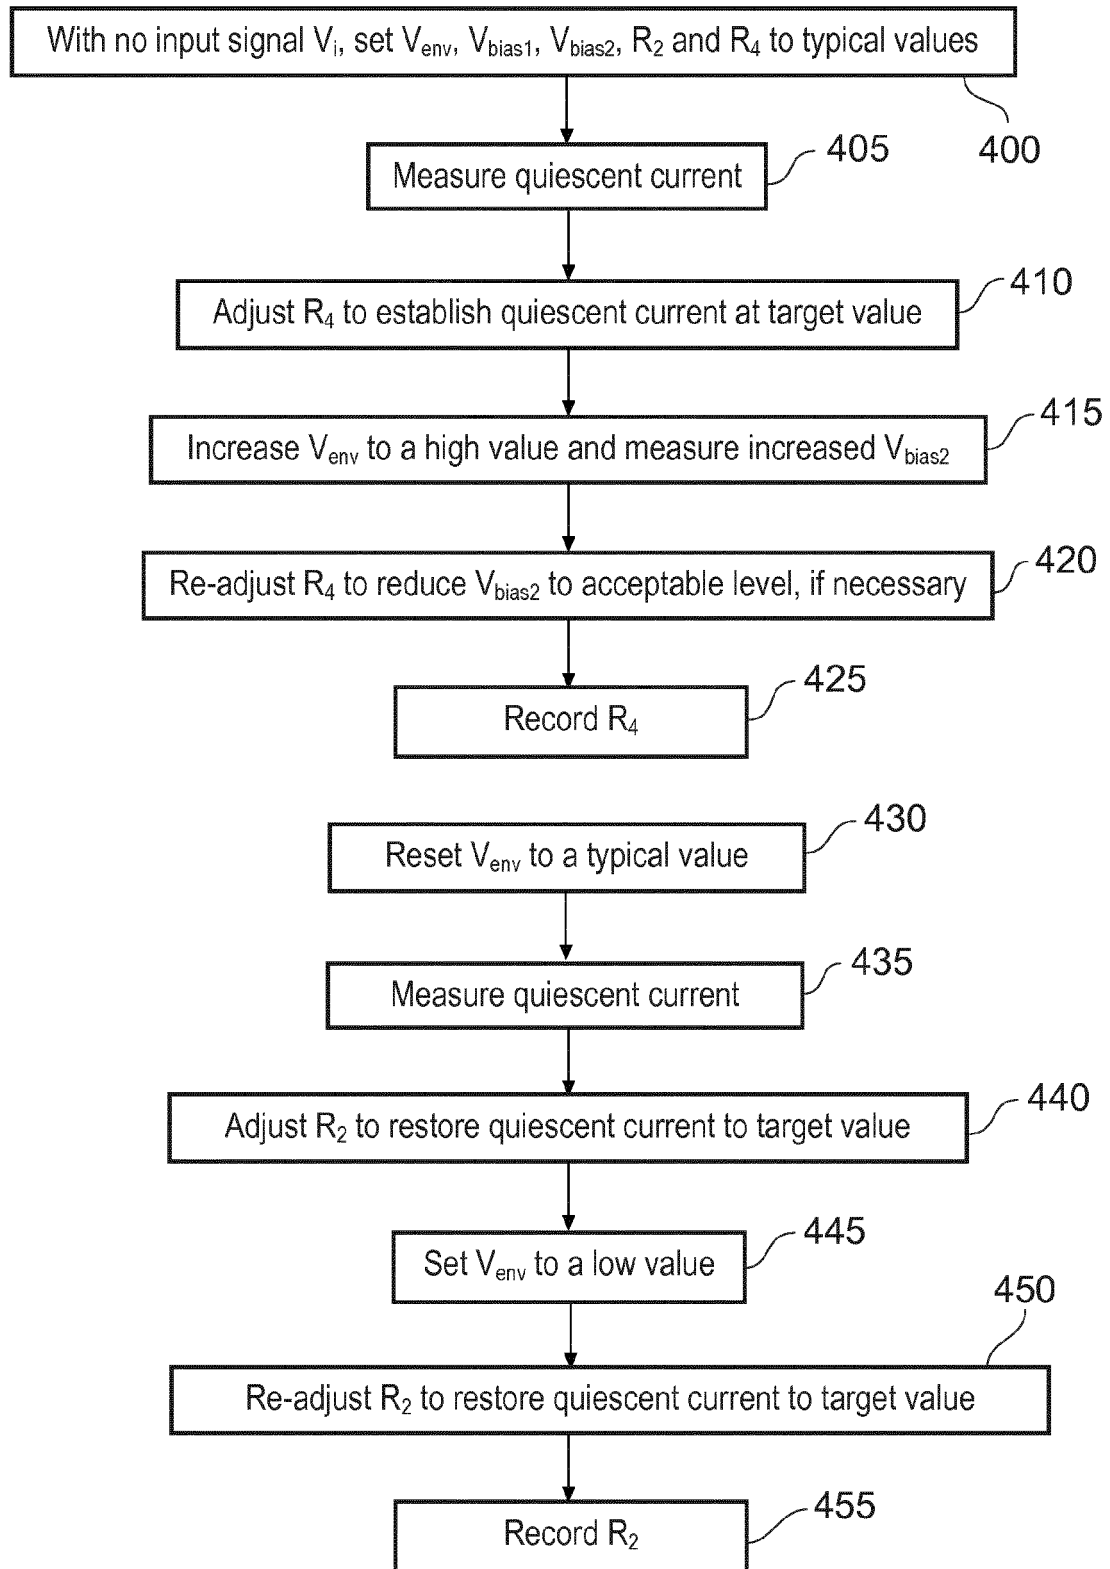 With no input signal Vi, set Venv, Vbias1, Vbias2, R2 and R4 to typical values
400
Measure quiescent current
405
Adjust R4 to establish quiescent current at target value
410
Increase Venv to a high value and measure increased Vbias2
415
Re-adjust R4 to reduce Vbias2 to acceptable level, if necessary
420
Record R4
425
Reset Venv to a typical value
430
Measure quiescent current
435
Adjust R2 to restore quiescent current to target value
440
Set Venv to a low value
445
Re-adjust R2 to restore quiescent current to target value
450
Record R2
455